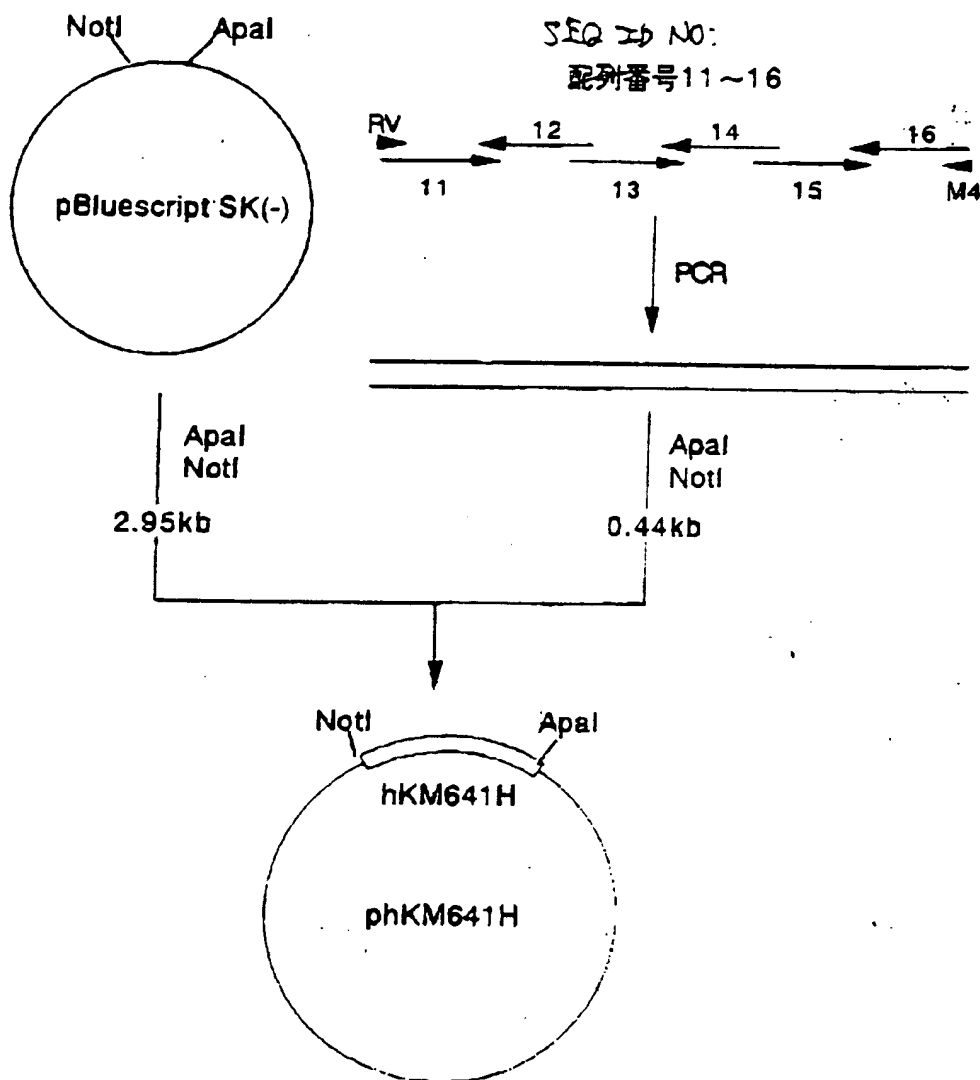 NotI
ApaI
SEQ ID NO:
配列番号11~16
pBluescript SK(-)
RV
12
14
16
11
13
15
M4
PCR
ApaI
NotI
2.95kb
ApaI
NotI
0.44kb
NotI
ApaI
hKM641H
phKM641H